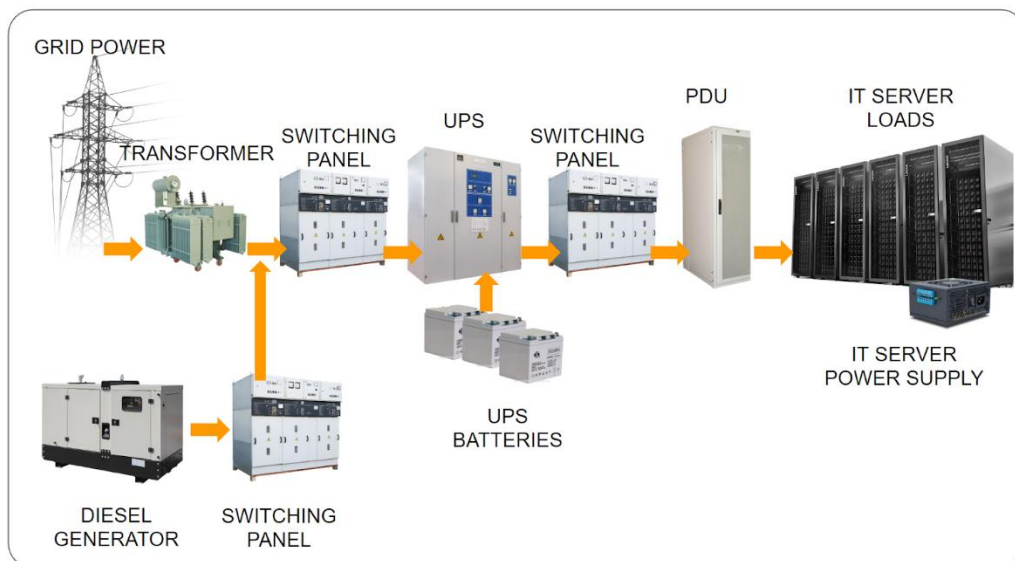 GRID POWER
TRANSFORMER
SWITCHING
PANEL
UPS
SWITCHING
PANEL
PDU
IT SERVER
LOADS
UPS
BATTERIES
IT SERVER
POWER SUPPLY
DIESEL
GENERATOR
SWITCHING
PANEL